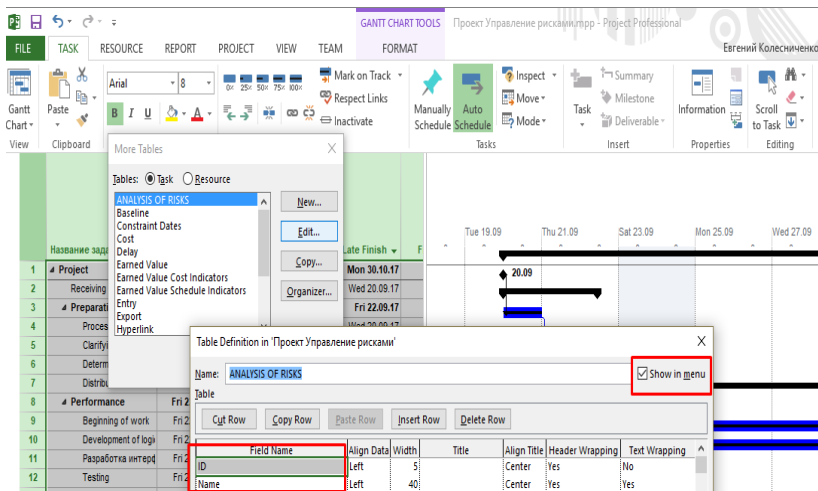 GANTT CHART TOOLS Проект Управление рисками.mpp - Project Professional
FILE TASK RESOURCE REPORT PROJECT VIEW TEAM FORMAT Евгений Колесниченко
Arial 8 0× 25× 50× 75× 100× Mark on Track Inspect Summary
Respect Links Move Milestone
Inactivate Mode Deliverable
B I U A
Gantt Chart Paste Manually Schedule Auto Schedule Task Information Scroll to Task
View Clipboard Tasks Insert Properties Editing
More Tables X
Tables: Task Resource
ANALYSIS OF RISKS
Baseline
Constraint Dates
Cost
Delay
Earned Value
Earned Value Cost Indicators
Earned Value Schedule Indicators
Entry
Export
Hyperlink
New...
Edit...
Copy...
Organizer...
Название зада Late Finish F
Tue 19.09 Thu 21.09 Sat 23.09 Mon 25.09 Wed 27.09
1 Project Mon 30.10.17 20.09
2 Receiving Wed 20.09.17
3 Preparati Fri 22.09.17
4 Proces Wed 20.09.17
5 Clarifyi
6 Determ
7 Distribu
8 Performance Fri 2
9 Beginning of work Fri 2
10 Development of logi Fri 2
11 Разработка интерф Fri 2
12 Testing Fri 2
Table Definition in 'Проект Управление рисками' X
Name: ANALYSIS OF RISKS Show in menu
Table
Cut Row Copy Row Paste Row Insert Row Delete Row
Field Name Align Data Width Title Align Title Header Wrapping Text Wrapping
ID Left 5 Center Yes No
Name Left 40 Center Yes Yes